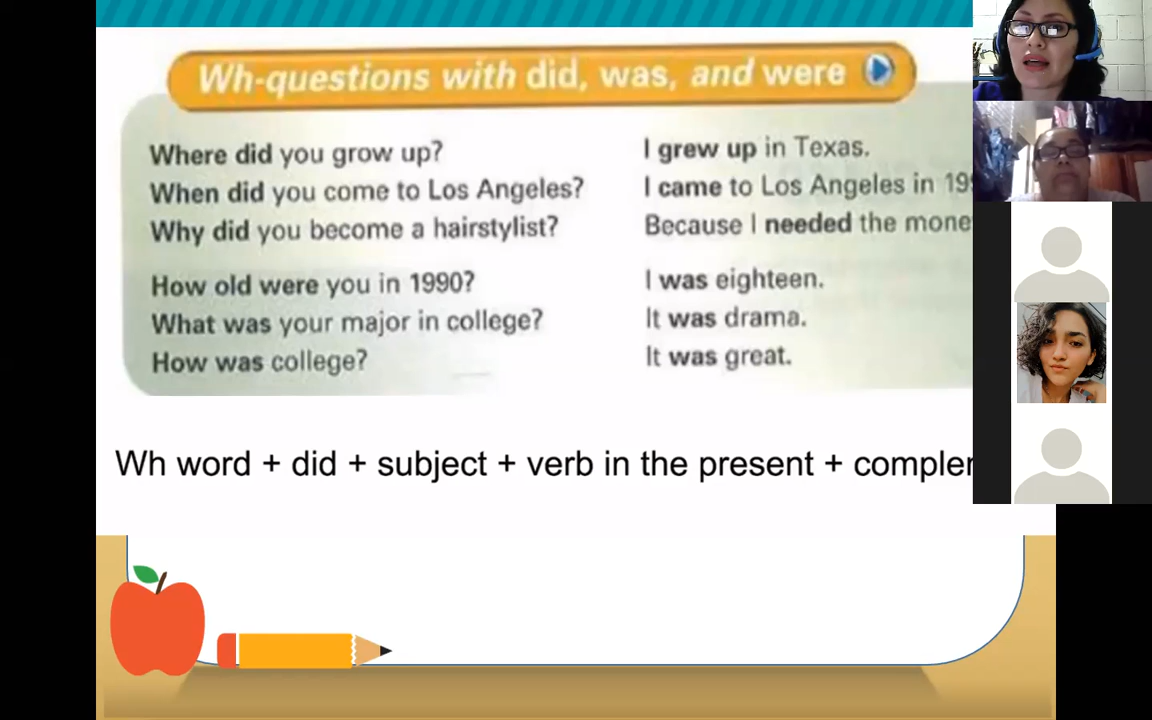 Wh-questions with did, was, and were
Where did you grow up?
I grew up in Texas.
When did you come to Los Angeles?
I came to Los Angeles in
Why did you become a hairstylist?
Because I needed the
How old were you in 1990?
I was eighteen.
What was your major in college?
It was drama.
How was college?
It was great.
Wh word + did + subject + verb in the present +